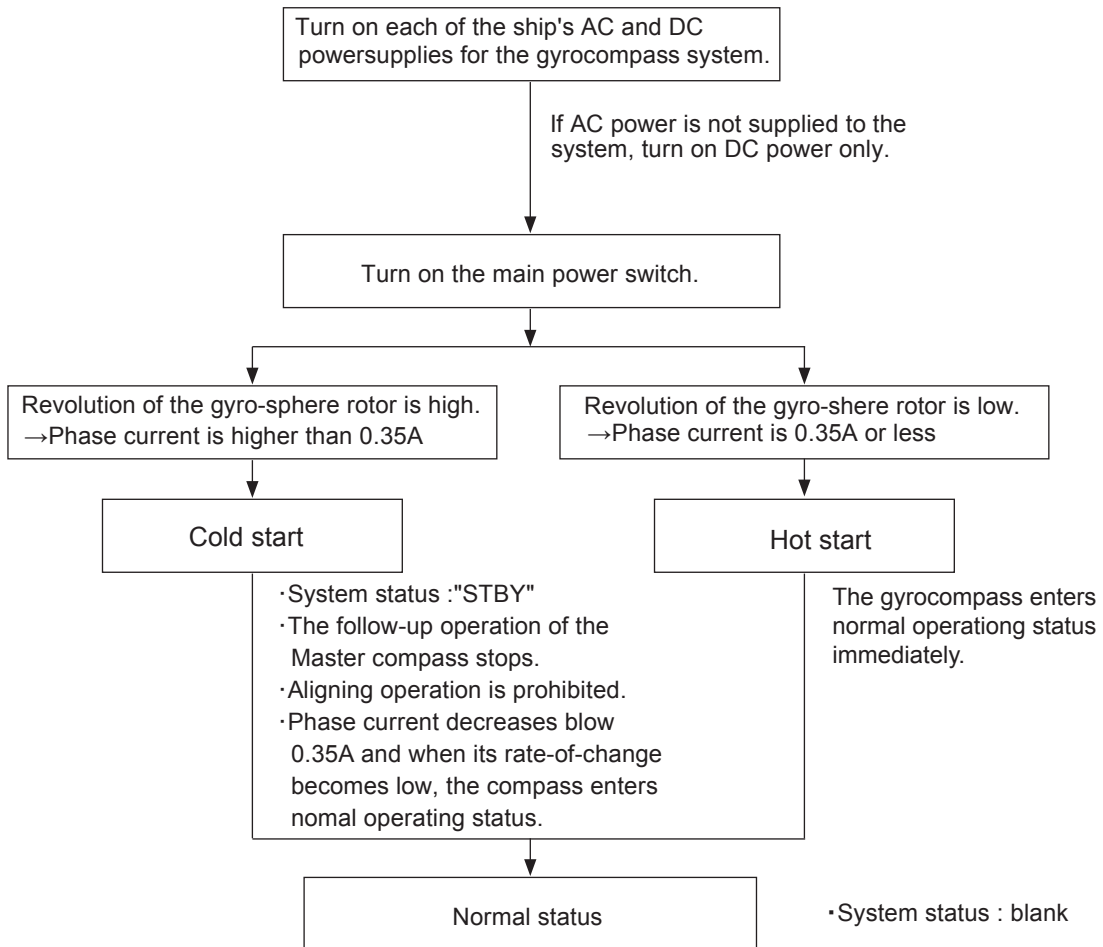 Turn on each of the ship's AC and DC
powersupplies for the gyrocompass system.
If AC power is not supplied to the
system, turn on DC power only.
Turn on the main power switch.
Revolution of the gyro-sphere rotor is high.
→Phase current is higher than 0.35A
Revolution of the gyro-shere rotor is low.
→Phase current is 0.35A or less
Cold start
Hot start
･System status :"STBY"
･The follow-up operation of the
Master compass stops.
･Aligning operation is prohibited.
･Phase current decreases blow
0.35A and when its rate-of-change
becomes low, the compass enters
nomal operating status.
The gyrocompass enters
normal operationg status
immediately.
Normal status
･System status : blank